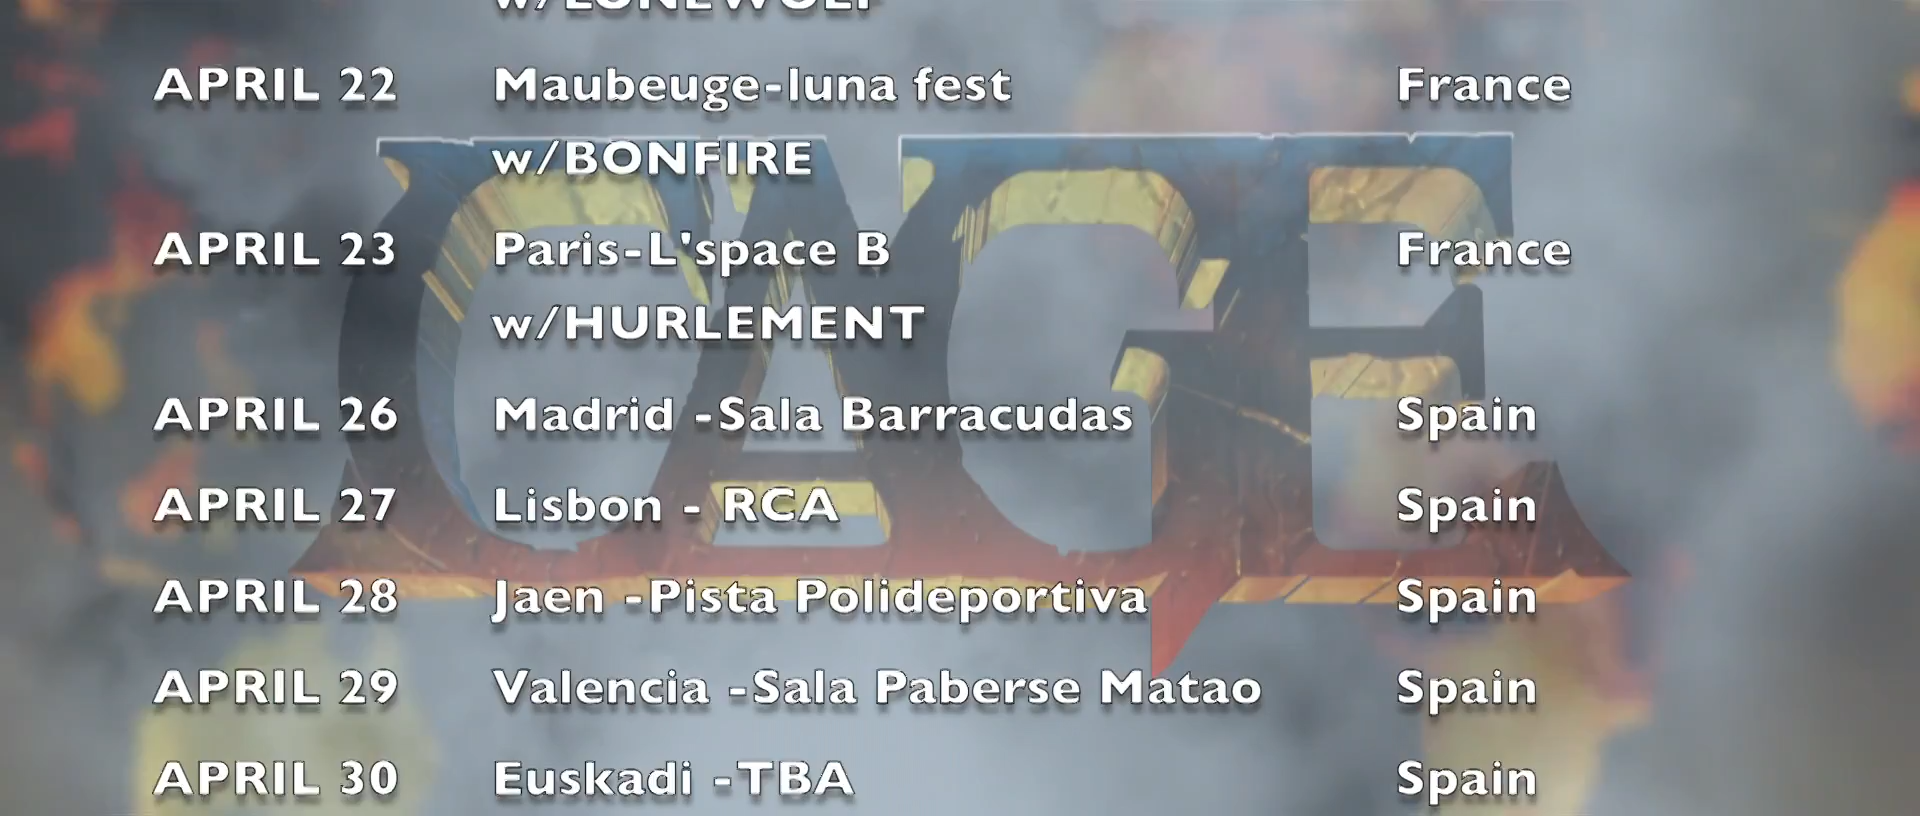 w/LONEWOLF
APRIL 22 Maubeuge-luna fest France
w/BONFIRE
APRIL 23 Paris-L'space B France
w/HURLEMENT
APRIL 26 Madrid -Sala Barracudas Spain
APRIL 27 Lisbon - RCA Spain
APRIL 28 Jaen -Pista Polideportiva Spain
APRIL 29 Valencia -Sala Paberse Matao Spain
APRIL 30 Euskadi -TBA Spain
CAGE